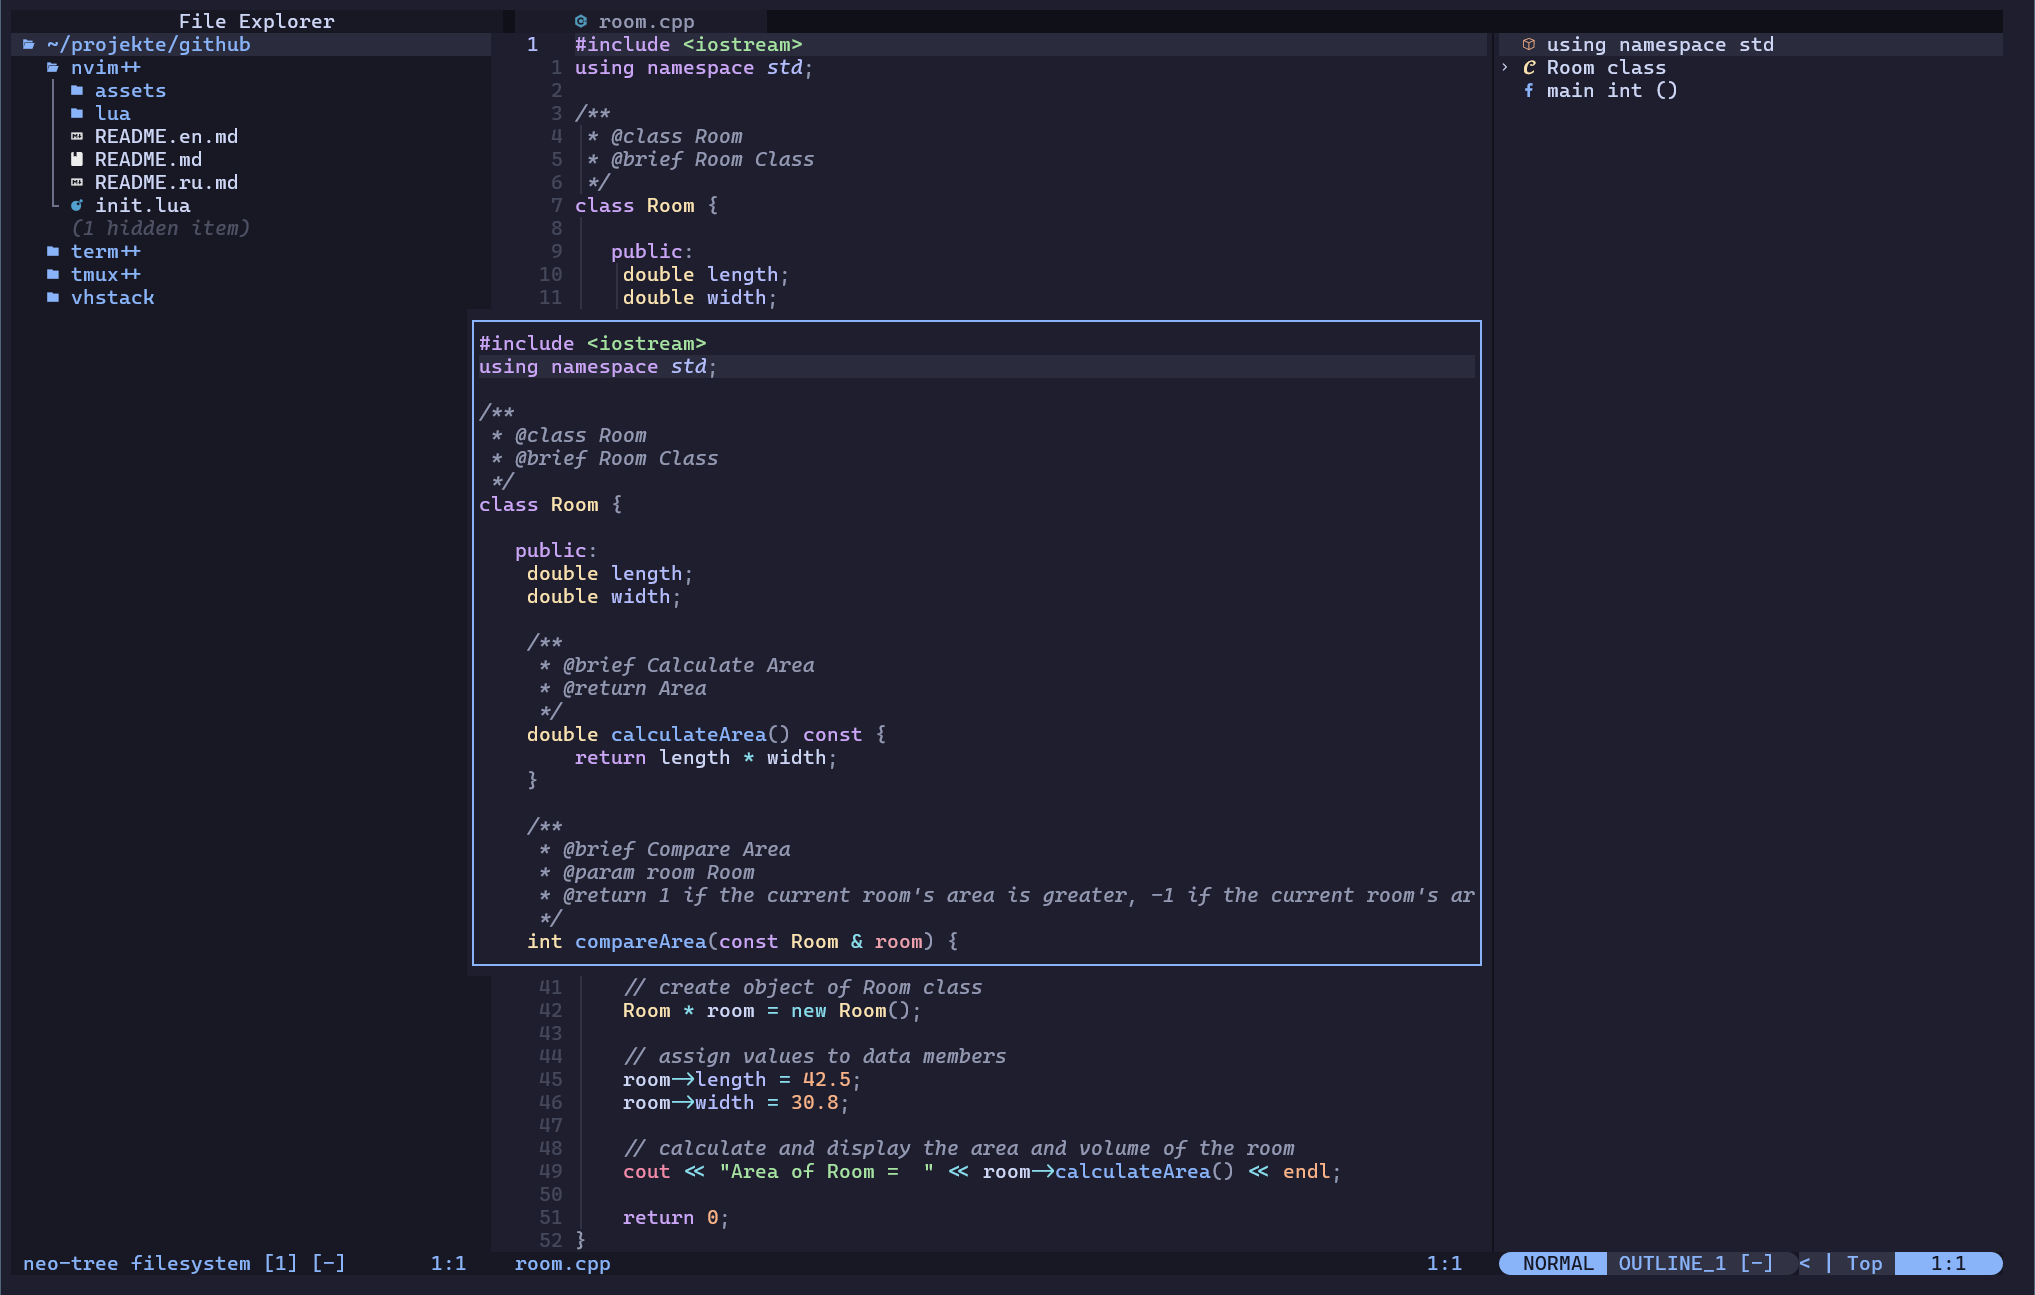 File Explorer
~/projekte/github
nvim++
assets
lua
README.en.md
README.md
README.ru.md
init.lua
(1 hidden item)
term++
tmux++
vhstack
room.cpp
1 #include <iostream>
1 using namespace std;
2
3 /**
4  * @class Room
5  * @brief Room Class
6  */
7 class Room {
8
9    public:
10     double length;
11     double width;
#include <iostream>
using namespace std;
/**
 * @class Room
 * @brief Room Class
 */
class Room {
   public:
    double length;
    double width;
    /**
     * @brief Calculate Area
     * @return Area
     */
    double calculateArea() const {
        return length * width;
    }
    /**
     * @brief Compare Area
     * @param room Room
     * @return 1 if the current room's area is greater, -1 if the current room's ar
     */
    int compareArea(const Room & room) {
41     // create object of Room class
42     Room * room = new Room();
43
44     // assign values to data members
45     room->length = 42.5;
46     room->width = 30.8;
47
48     // calculate and display the area and volume of the room
49     cout << "Area of Room =  " << room->calculateArea() << endl;
50
51     return 0;
52 }
› using namespace std
Room class
main int ()
neo-tree filesystem [1] [-] 1:1
room.cpp 1:1
NORMAL OUTLINE_1 [-] < | Top 1:1